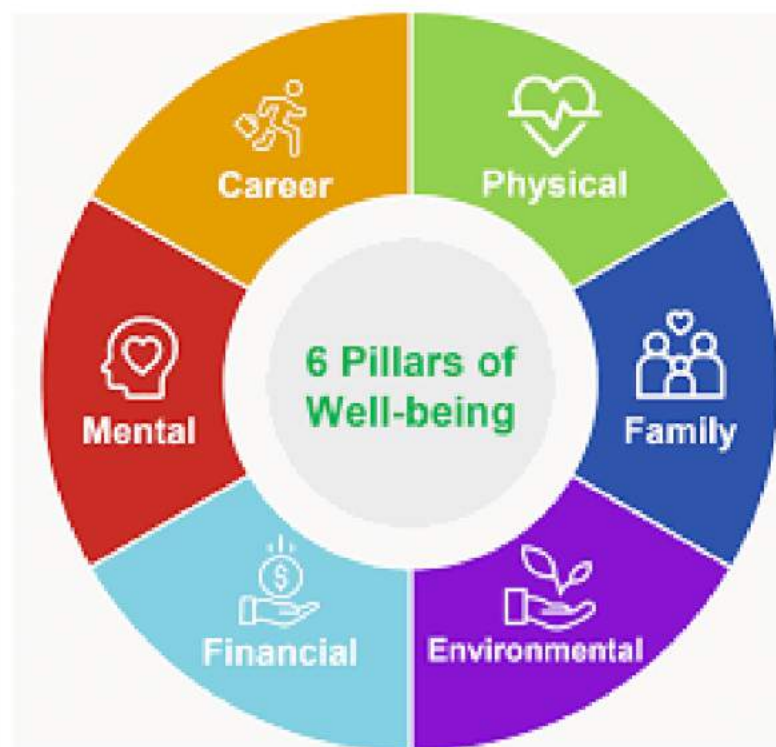 Career
Physical
Mental
6 Pillars of
Well-being
Family
Financial
Environmental
$